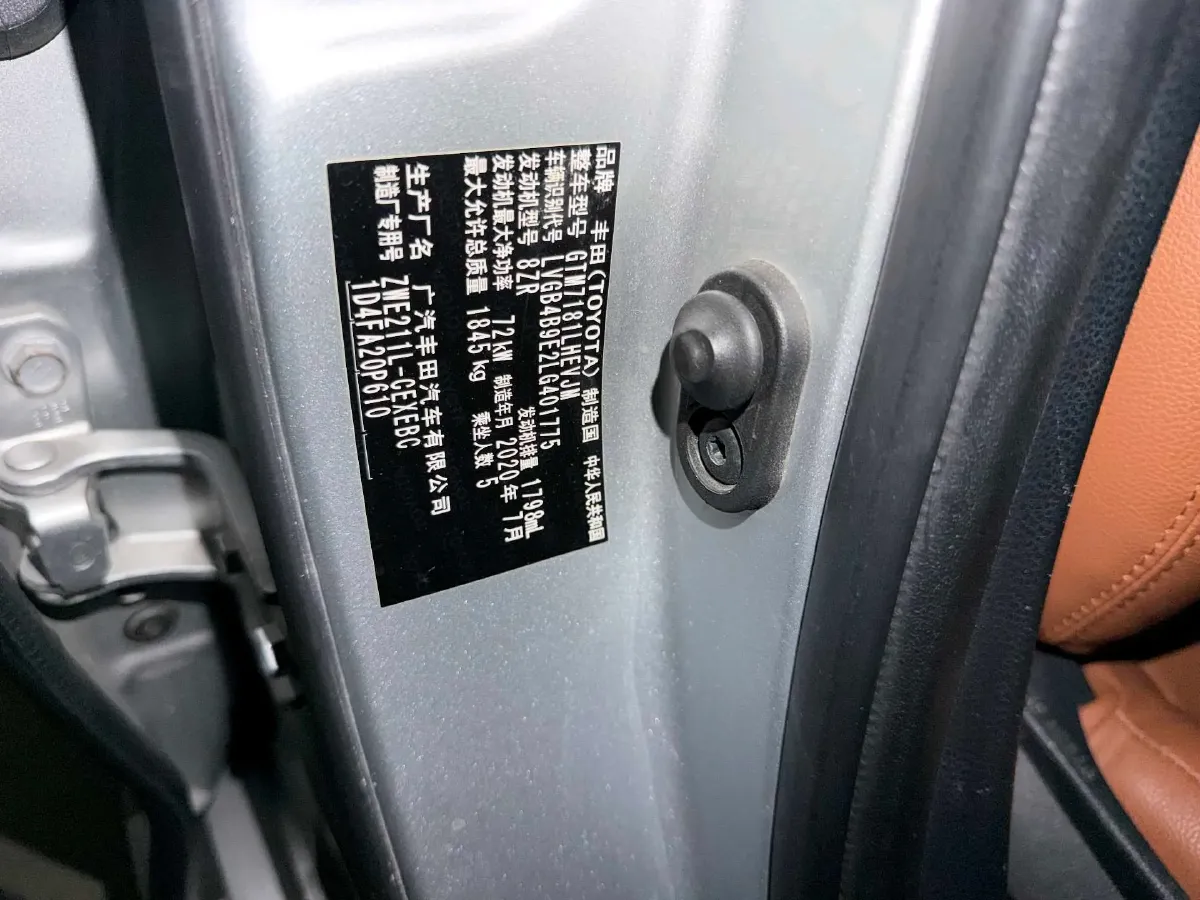 品牌 丰田(TOYOTA) 制造国 中华人民共和国
整车型号 GTM7181LHEVJM
车辆识别代号 LVGB4B9E2LG401775
发动机型号 8ZR 发动机排量 1798mL
发动机最大净功率 72kW 制造年月 2020年 7月
最大允许总质量 1845kg 乘坐人数 5
生产厂名 广汽丰田汽车有限公司
制造厂专用号 ZWE211L-GEXEBC
1D4FA20P610